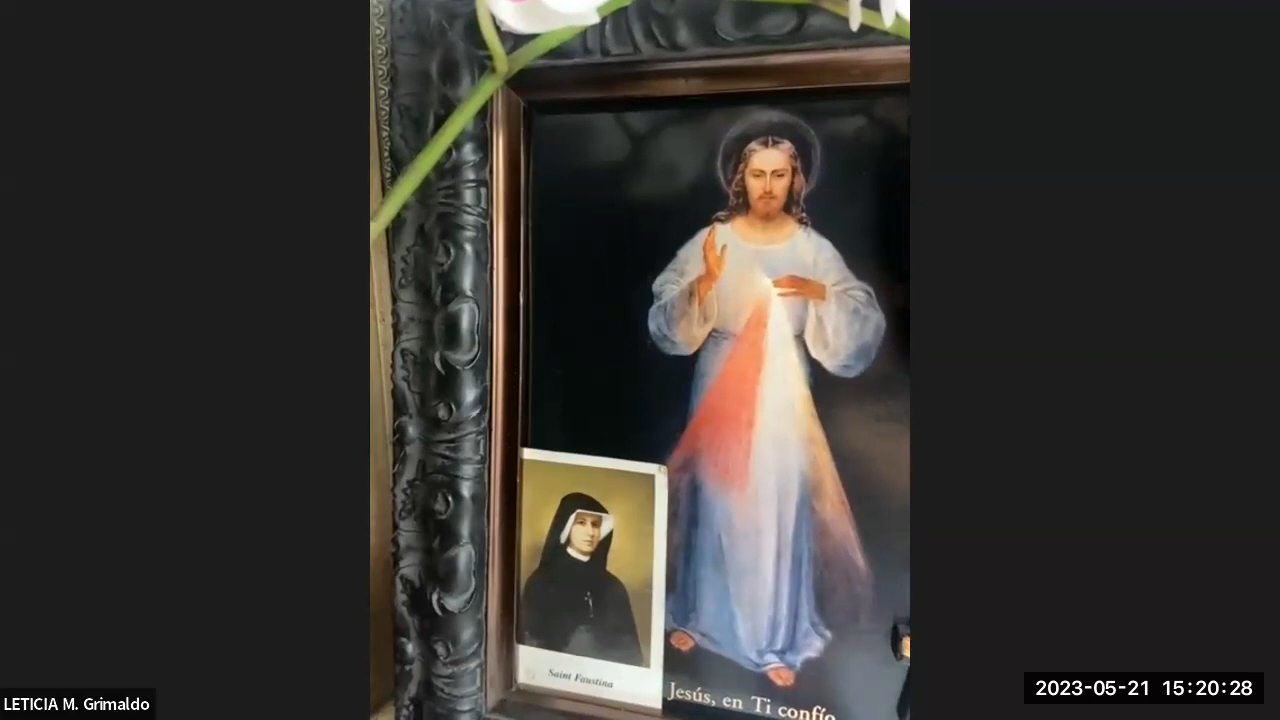 Saint Faustina
Jesús, en Ti confío
LETICIA M. Grimaldo
2023-05-21 15:20:28